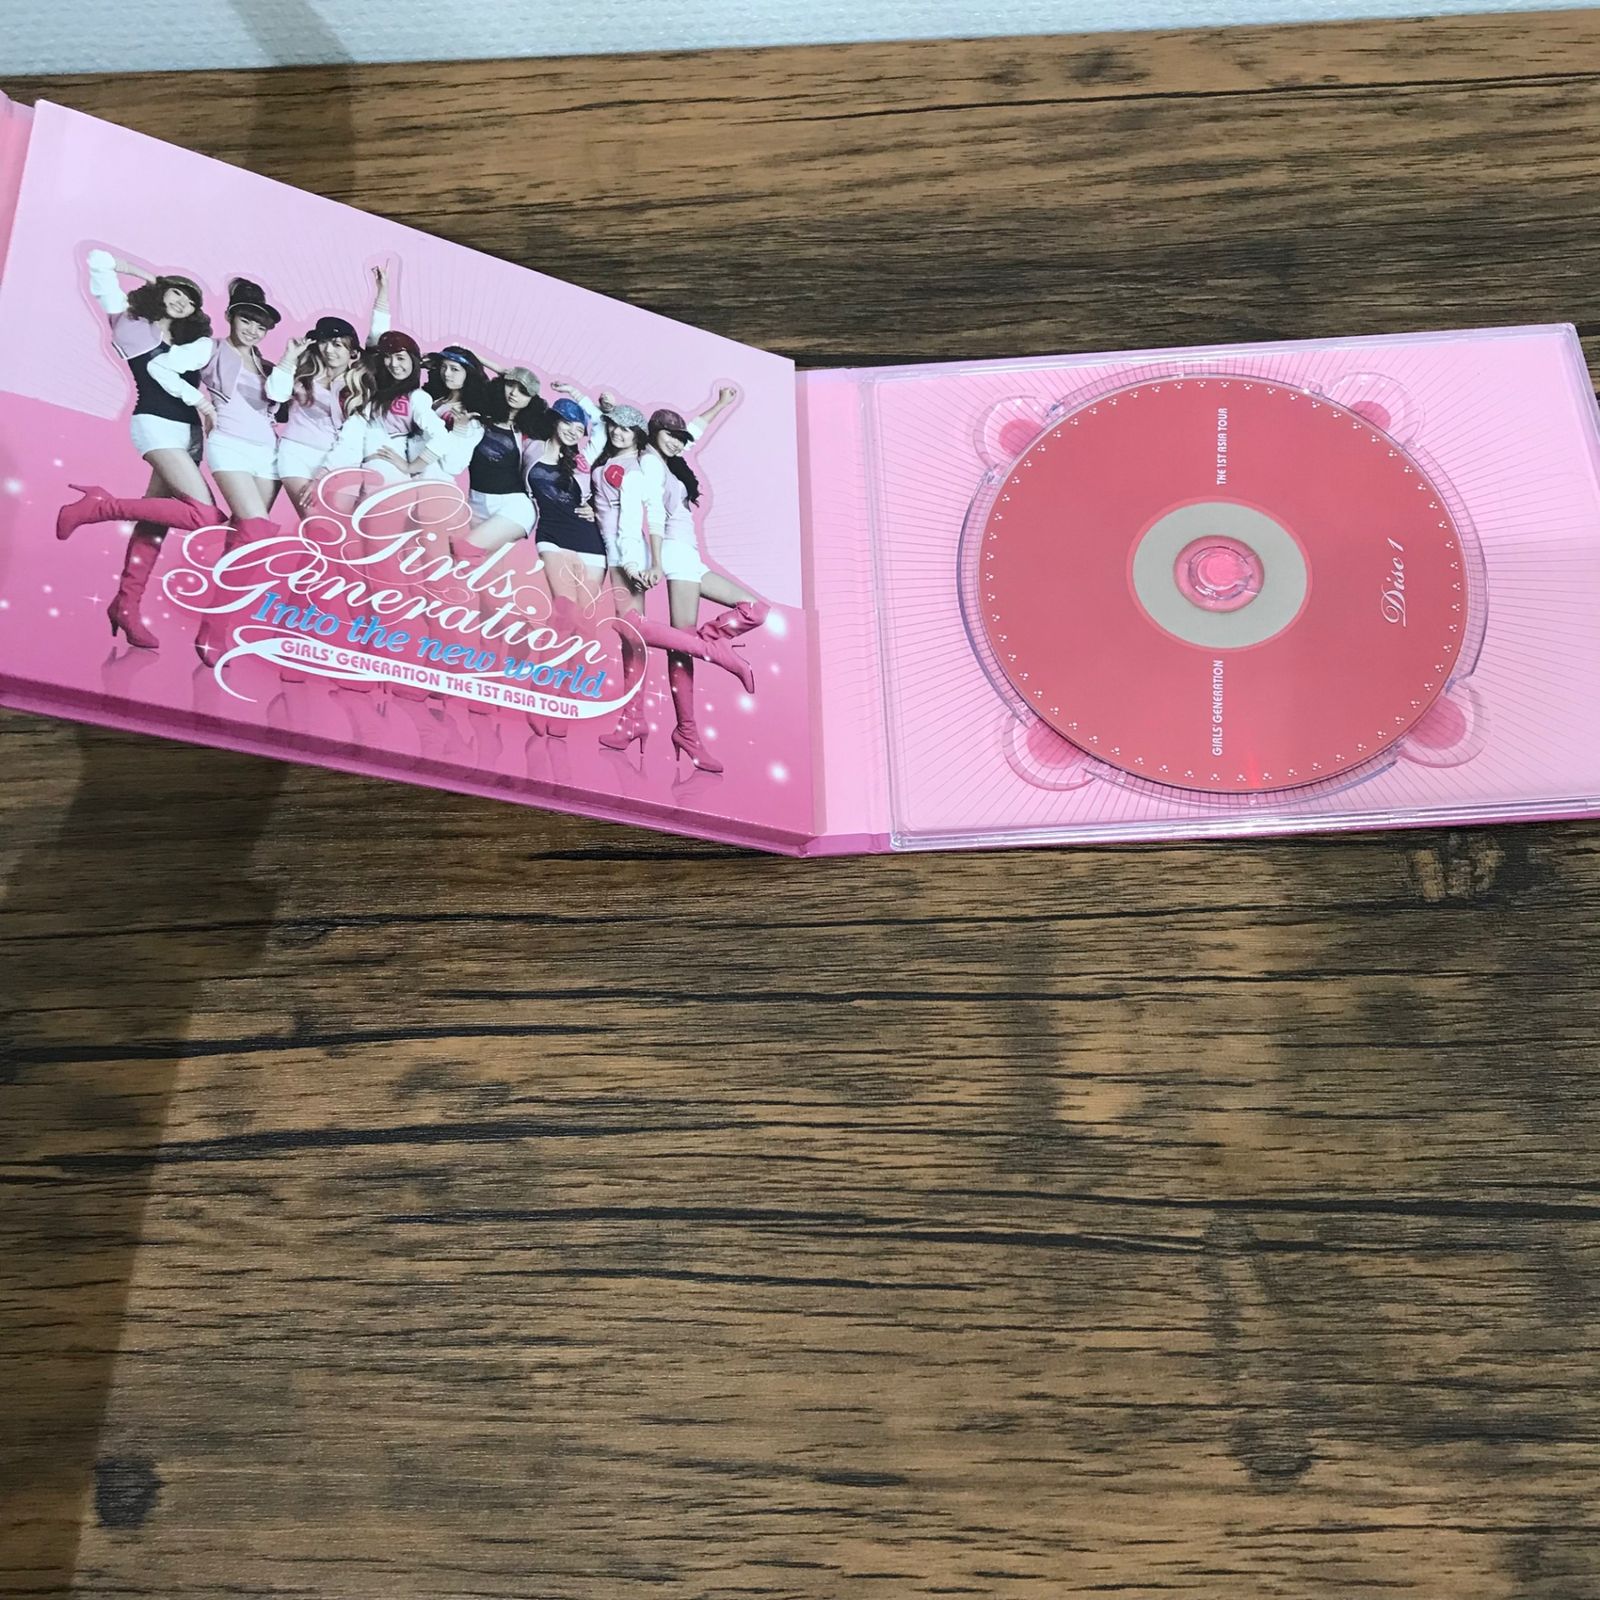 Girls'
Generation
Into the new world
GIRLS' GENERATION THE 1ST ASIA TOUR
G
G
THE 1ST ASIA TOUR
Disc 1
GIRLS' GENERATION